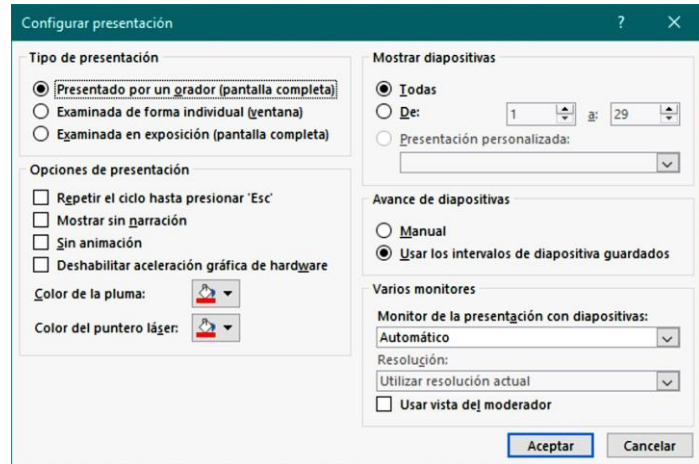 Configurar presentación
?
Tipo de presentación
Presentado por un orador (pantalla completa)
Examinada de forma individual (ventana)
Examinada en exposición (pantalla completa)
Opciones de presentación
Repetir el ciclo hasta presionar 'Esc'
Mostrar sin narración
Sin animación
Deshabilitar aceleración gráfica de hardware
Color de la pluma:
Color del puntero láser:
Mostrar diapositivas
Todas
De: 1 a: 29
Presentación personalizada:
Avance de diapositivas
Manual
Usar los intervalos de diapositiva guardados
Varios monitores
Monitor de la presentación con diapositivas:
Automático
Resolución:
Utilizar resolución actual
Usar vista del moderador
Aceptar Cancelar